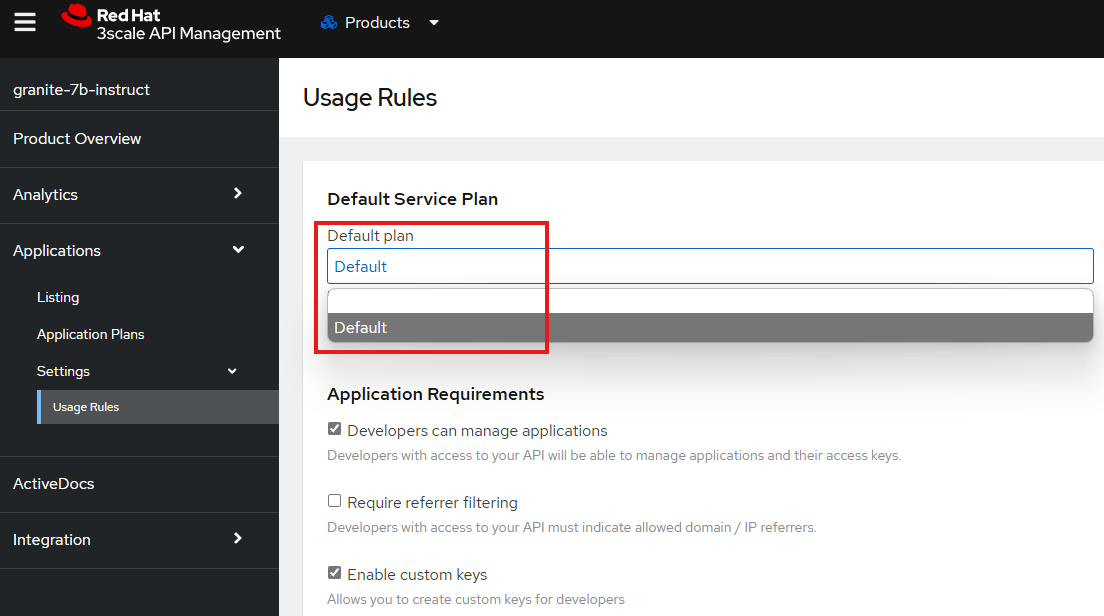 Red Hat
3scale API Management
Products
granite-7b-instruct
Product Overview
Analytics
Applications
Listing
Application Plans
Settings
Usage Rules
ActiveDocs
Integration
Usage Rules
Default Service Plan
Default plan
Default
Default
Application Requirements
Developers can manage applications
Developers with access to your API will be able to manage applications and their access keys.
Require referrer filtering
Developers with access to your API must indicate allowed domain / IP referrers.
Enable custom keys
Allows you to create custom keys for developers